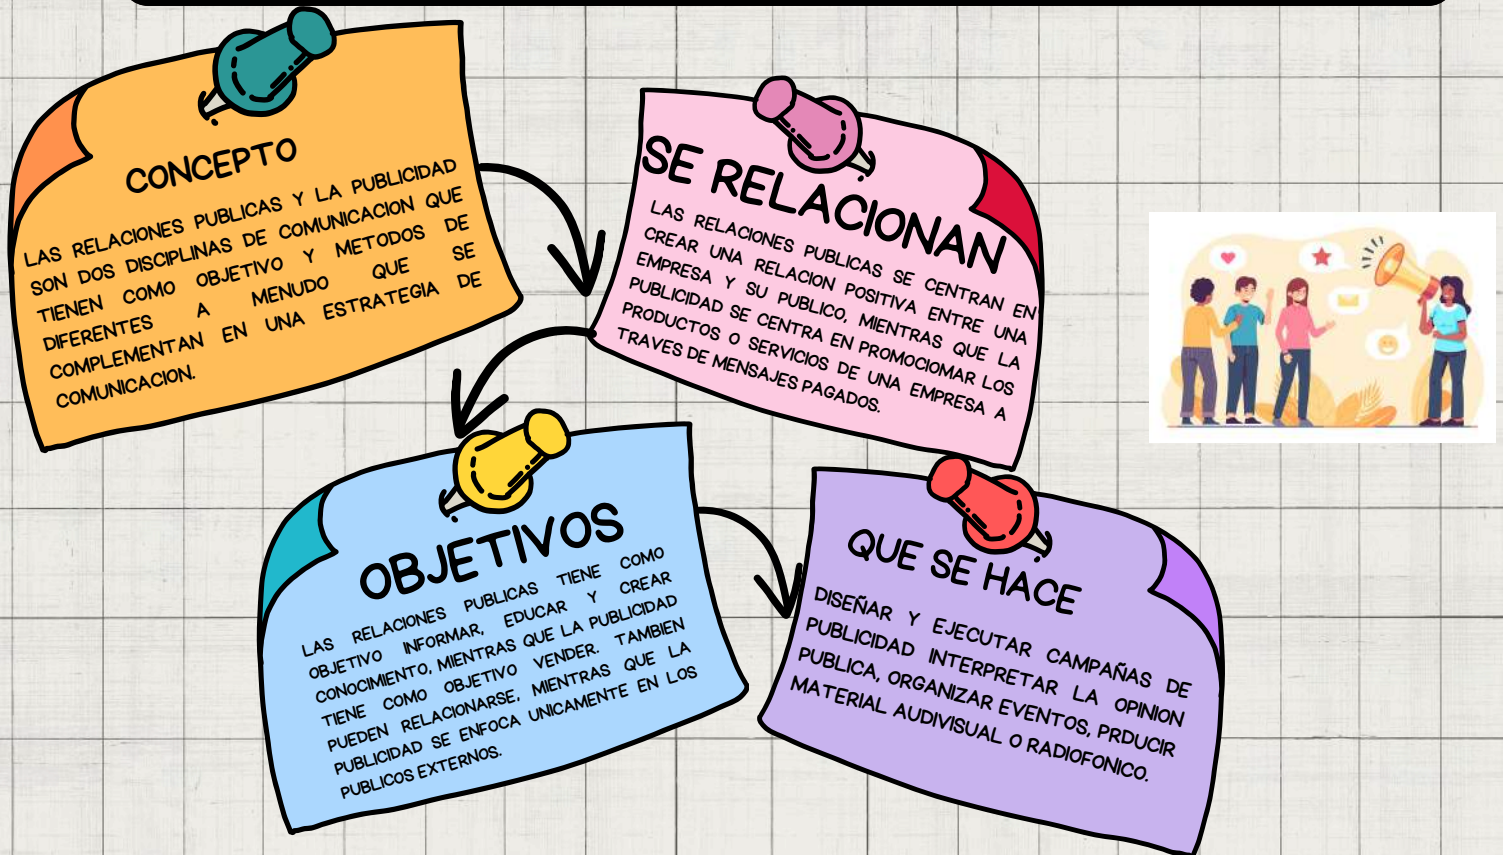 CONCEPTO
LAS RELACIONES PUBLICAS Y LA PUBLICIDAD
SON DOS DISCIPLINAS DE COMUNICACION QUE
TIENEN COMO OBJETIVO Y METODOS DE
DIFERENTES A MENUDO QUE SE
COMPLEMENTAN EN UNA ESTRATEGIA DE
COMUNICACION.
SE RELACIONAN
LAS RELACIONES PUBLICAS SE CENTRAN EN
CREAR UNA RELACION POSITIVA ENTRE UNA
EMPRESA Y SU PUBLICO, MIENTRAS QUE LA
PUBLICIDAD SE CENTRA EN PROMOCIOMAR LOS
PRODUCTOS O SERVICIOS DE UNA EMPRESA A
TRAVES DE MENSAJES PAGADOS.
OBJETIVOS
LAS RELACIONES PUBLICAS TIENE COMO
OBJETIVO INFORMAR, EDUCAR Y CREAR
CONOCIMIENTO, MIENTRAS QUE LA PUBLICIDAD
TIENE COMO OBJETIVO VENDER. TAMBIEN
PUEDEN RELACIONARSE, MIENTRAS QUE LA
PUBLICIDAD SE ENFOCA UNICAMENTE EN LOS
PUBLICOS EXTERNOS.
QUE SE HACE
DISEÑAR Y EJECUTAR CAMPAÑAS DE
PUBLICIDAD INTERPRETAR LA OPINION
PUBLICA, ORGANIZAR EVENTOS, PRDUCIR
MATERIAL AUDIVISUAL O RADIOFONICO.